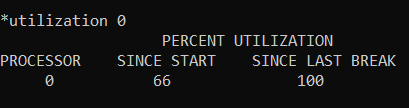 *utilization 0
PERCENT UTILIZATION
PROCESSOR SINCE START SINCE LAST BREAK
0 66 100